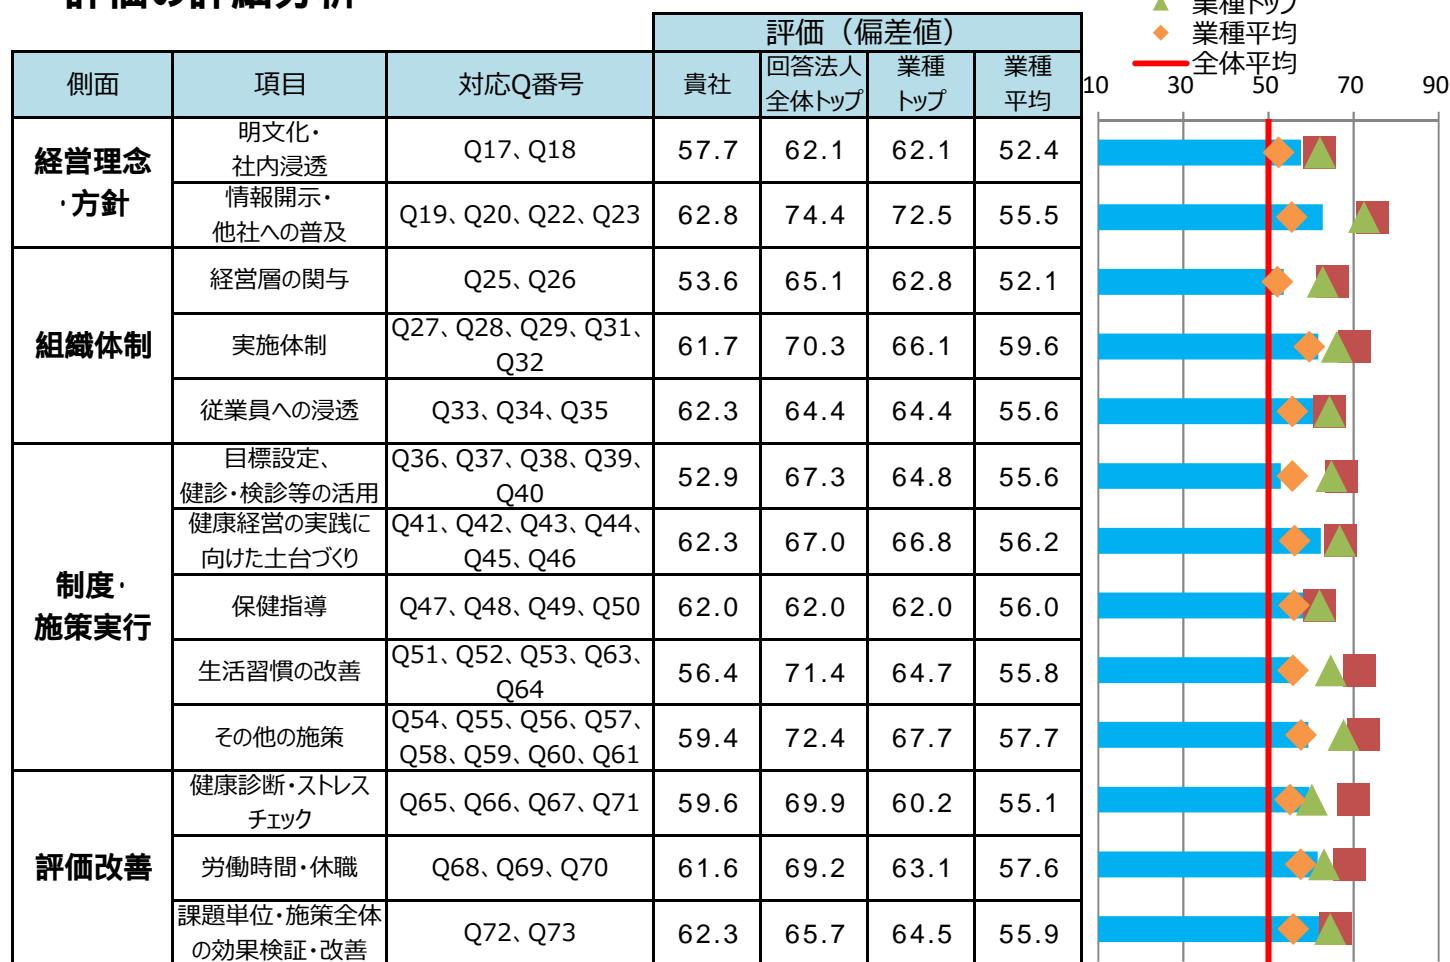 評価の詳細分析
業種トップ
業種平均
全体平均
評価（偏差値）
側面 項目 対応Q番号 貴社 回答法人 業種 業種
全体トップ トップ 平均
10 30 50 70 90
経営理念
・方針
明文化・
社内浸透
Q17、Q18 57.7 62.1 62.1 52.4
情報開示・
他社への普及
Q19、Q20、Q22、Q23 62.8 74.4 72.5 55.5
組織体制
経営層の関与 Q25、Q26 53.6 65.1 62.8 52.1
実施体制
Q27、Q28、Q29、Q31、
Q32
61.7 70.3 66.1 59.6
従業員への浸透 Q33、Q34、Q35 62.3 64.4 64.4 55.6
制度・
施策実行
目標設定、
健診・検診等の活用
Q36、Q37、Q38、Q39、
Q40
52.9 67.3 64.8 55.6
健康経営の実践に
向けた土台づくり
Q41、Q42、Q43、Q44、
Q45、Q46
62.3 67.0 66.8 56.2
保健指導 Q47、Q48、Q49、Q50 62.0 62.0 62.0 56.0
生活習慣の改善
Q51、Q52、Q53、Q63、
Q64
56.4 71.4 64.7 55.8
その他の施策
Q54、Q55、Q56、Q57、
Q58、Q59、Q60、Q61
59.4 72.4 67.7 57.7
評価改善
健康診断・ストレス
チェック
Q65、Q66、Q67、Q71 59.6 69.9 60.2 55.1
労働時間・休職 Q68、Q69、Q70 61.6 69.2 63.1 57.6
課題単位・施策全体
の効果検証・改善
Q72、Q73 62.3 65.7 64.5 55.9